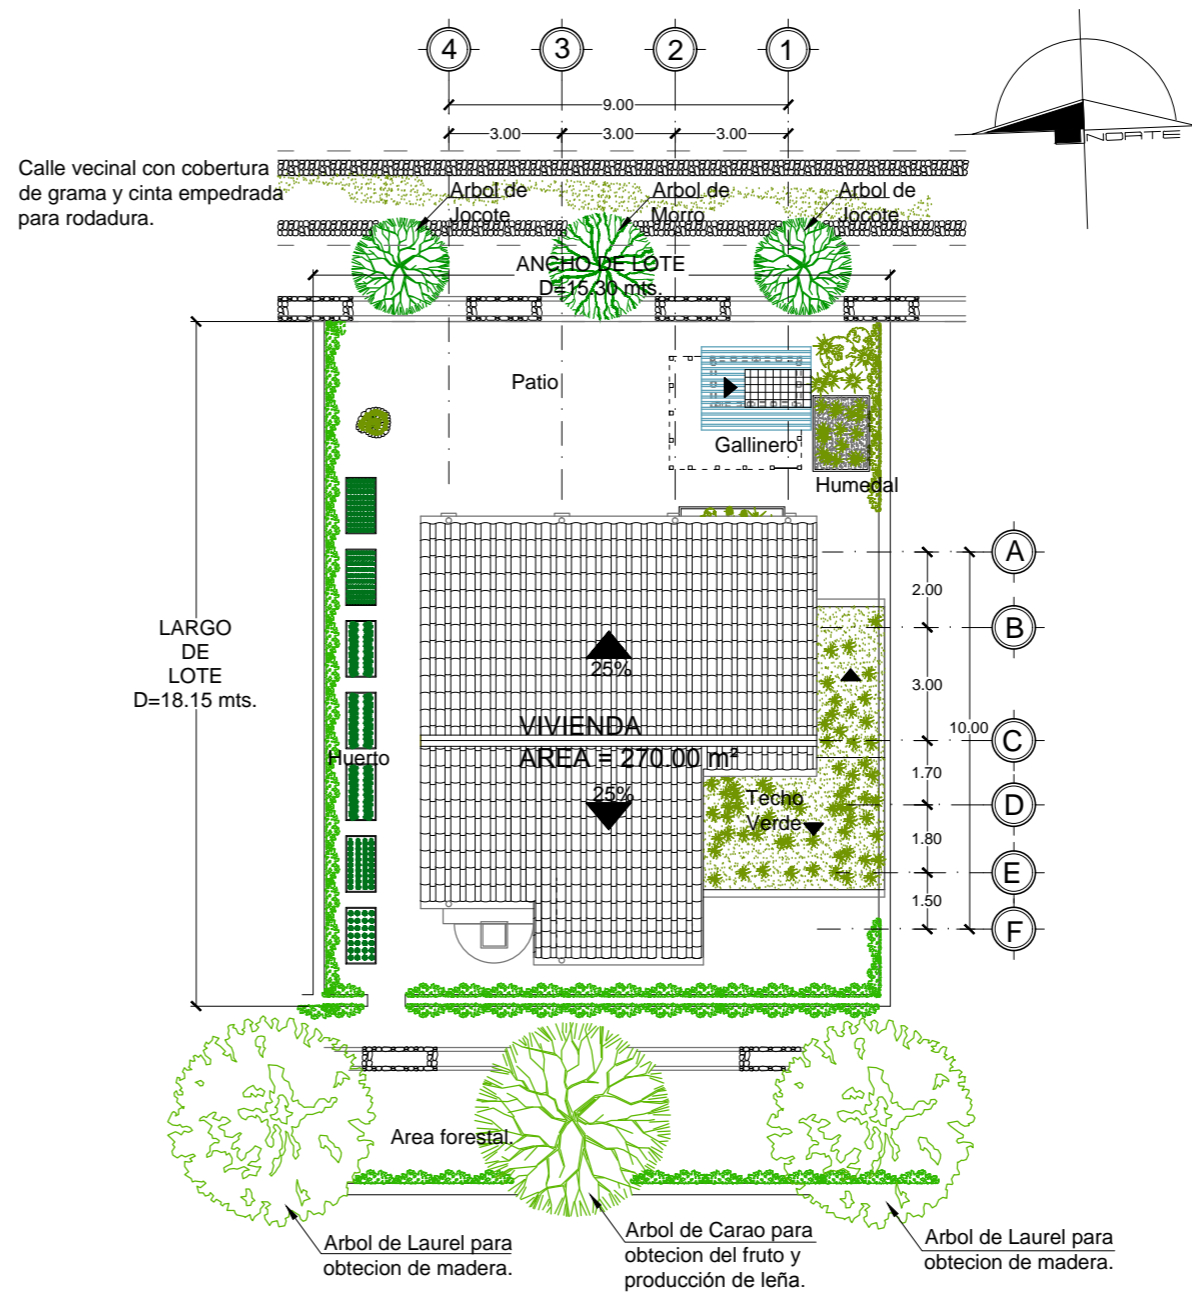 4
3
2
1
9.00
3.00
3.00
3.00
NORTE
Calle vecinal con cobertura
de grama y cinta empedrada
para rodadura.
Arbol de
Jocote
Arbol de
Morro
Arbol de
Jocote
ANCHO DE LOTE
D=15.30 mts.
Patio
Gallinero
Humedal
A
2.00
B
LARGO
DE
LOTE
D=18.15 mts.
25%
3.00
VIVIENDA
AREA = 270.00 m²
10.00
C
Huerto
25%
1.70
Techo
Verde
D
1.80
E
1.50
F
Area forestal.
Arbol de Laurel para
obtecion de madera.
Arbol de Carao para
obtecion del fruto y
producción de leña.
Arbol de Laurel para
obtecion de madera.